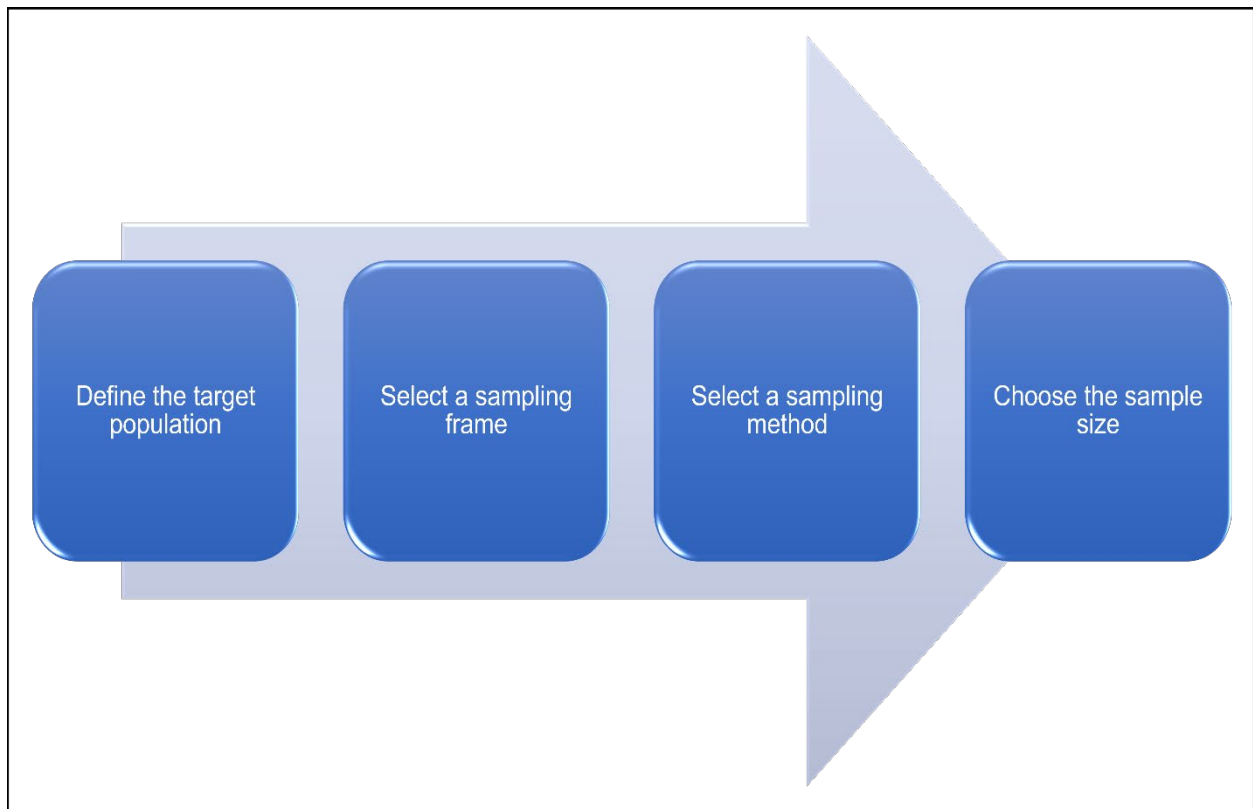 Define the target
population
Select a sampling
frame
Select a sampling
method
Choose the sample
size